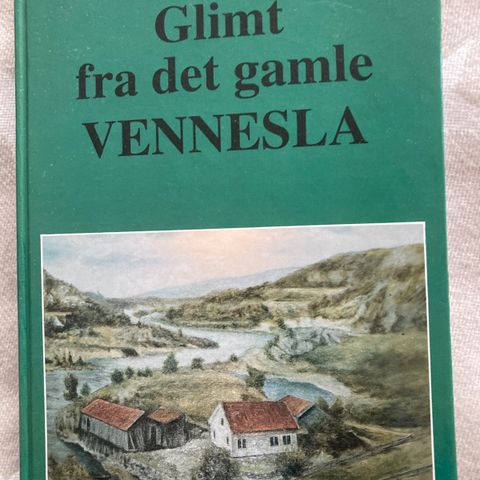 Glimt
fra det gamle
VENNESLA